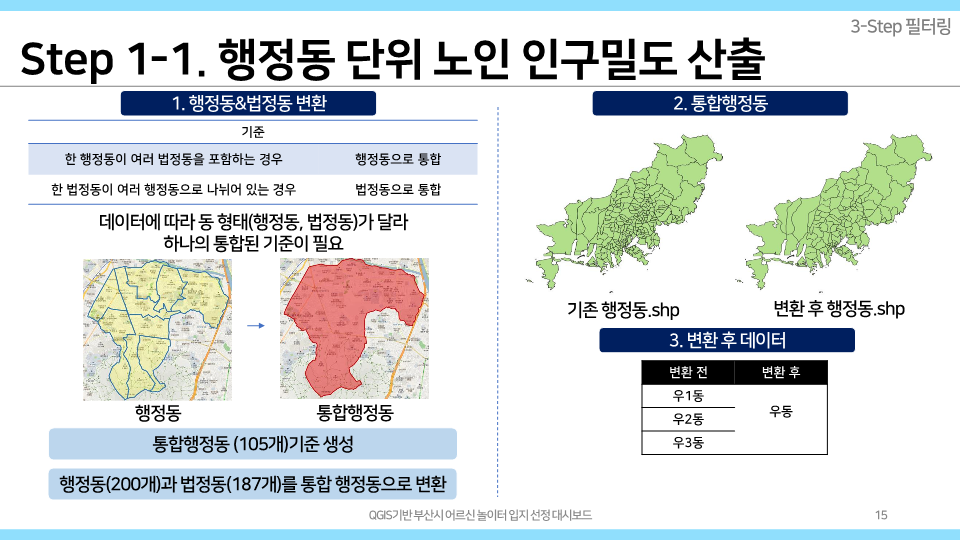 3-Step 필터링
Step 1-1. 행정동 단위 노인 인구밀도 산출
1. 행정동&법정동 변환
기준
한 행정동이 여러 법정동을 포함하는 경우 행정동으로 통합
한 법정동이 여러 행정동으로 나뉘어 있는 경우 법정동으로 통합
데이터에 따라 동 형태(행정동, 법정동)가 달라
하나의 통합된 기준이 필요
행정동
통합행정동
통합행정동 (105개)기준 생성
행정동(200개)과 법정동(187개)를 통합 행정동으로 변환
2. 통합행정동
기존 행정동.shp
변환 후 행정동.shp
3. 변환 후 데이터
변환 전 변환 후
우1동
우2동
우3동
우동
QGIS기반 부산시 어르신 놀이터 입지 선정 대시보드
15